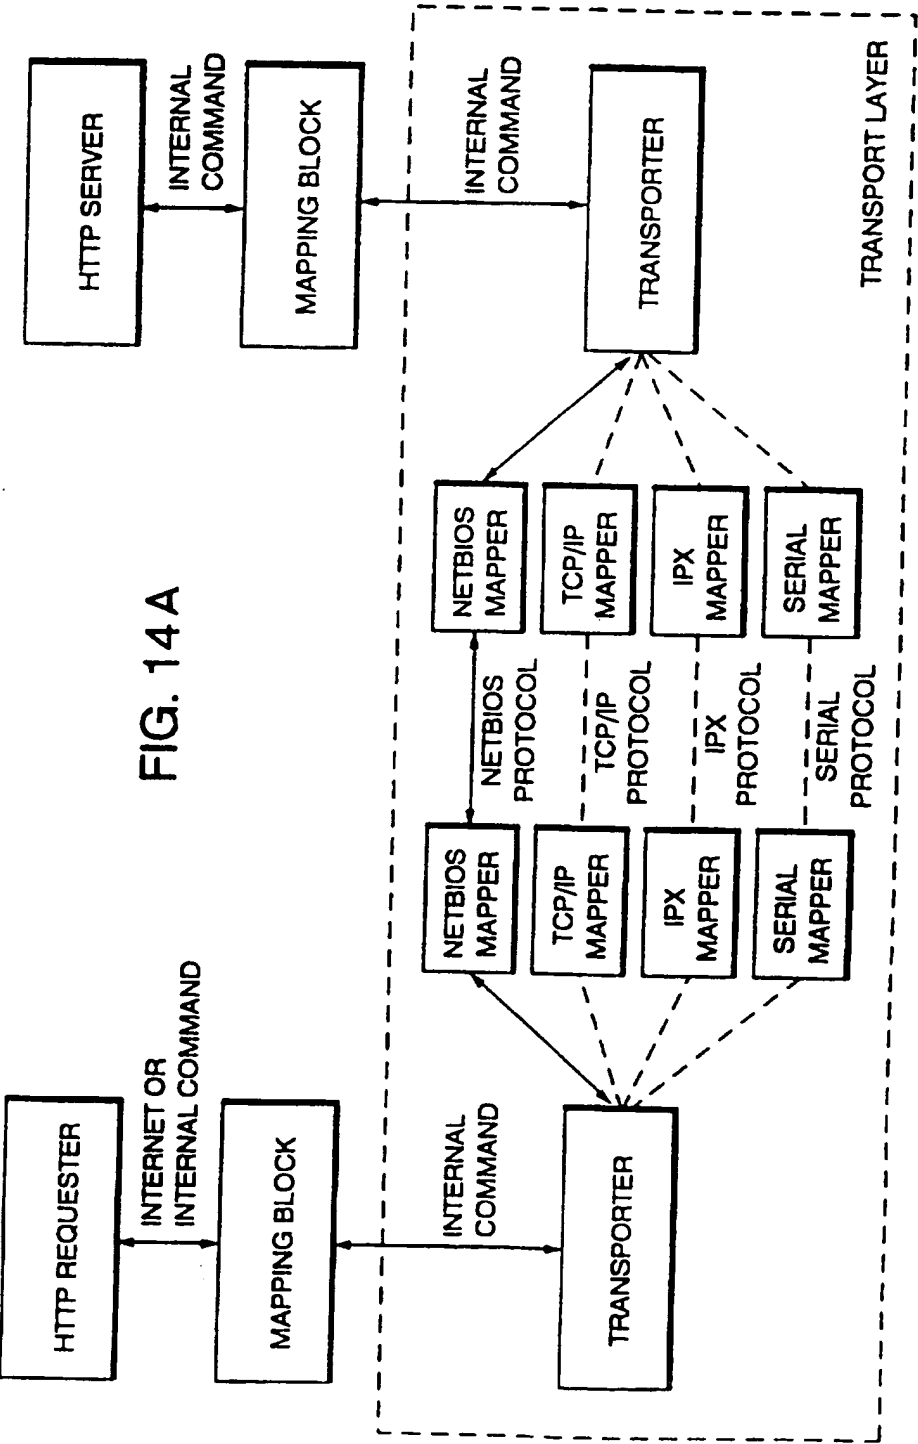 FIG. 14 A
HTTP REQUESTER
INTERNET OR
INTERNAL COMMAND
MAPPING BLOCK
INTERNAL
COMMAND
TRANSPORTER
HTTP SERVER
INTERNAL
COMMAND
MAPPING BLOCK
INTERNAL
COMMAND
TRANSPORTER
NETBIOS
MAPPER
NETBIOS
PROTOCOL
NETBIOS
MAPPER
TCP/IP
MAPPER
TCP/IP
PROTOCOL
TCP/IP
MAPPER
IPX
MAPPER
IPX
PROTOCOL
IPX
MAPPER
SERIAL
MAPPER
SERIAL
PROTOCOL
SERIAL
MAPPER
TRANSPORT LAYER